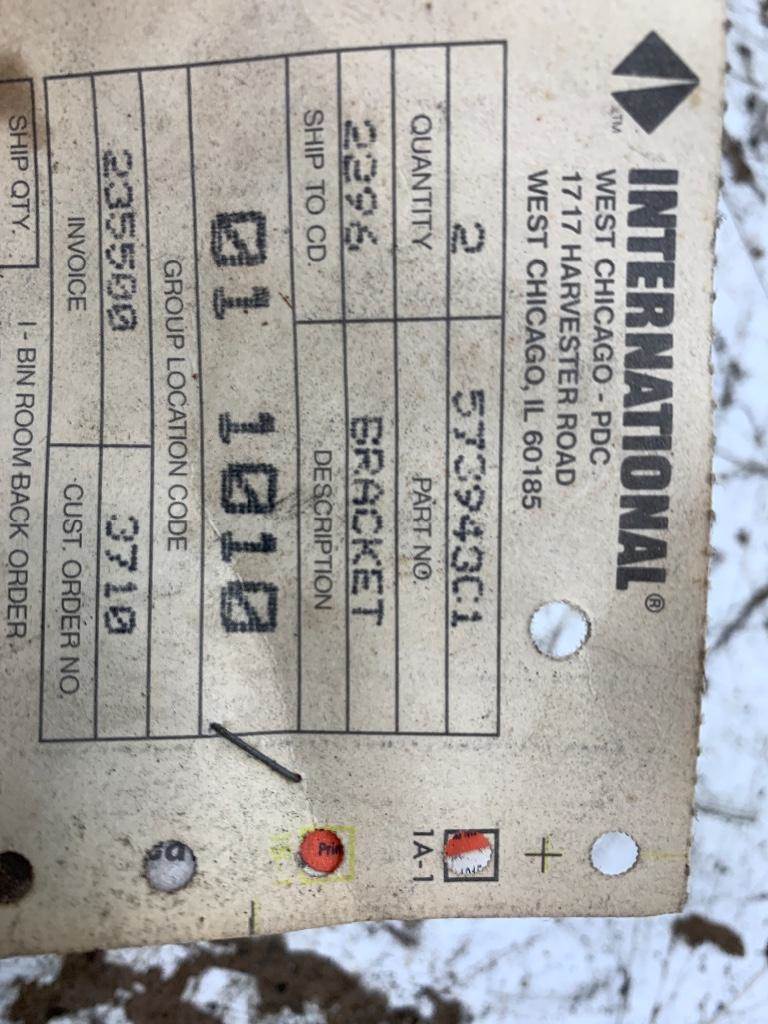 INTERNATIONAL®
WEST CHICAGO - PDC
1717 HARVESTER ROAD
WEST CHICAGO, IL 60185
TM
2 573943C1
QUANTITY PART NO.
2296 BRACKET
SHIP TO CD. DESCRIPTION
01 1010
GROUP LOCATION CODE
235500 3710
INVOICE CUST. ORDER NO.
SHIP QTY. I - BIN ROOM BACK ORDER
1A-1